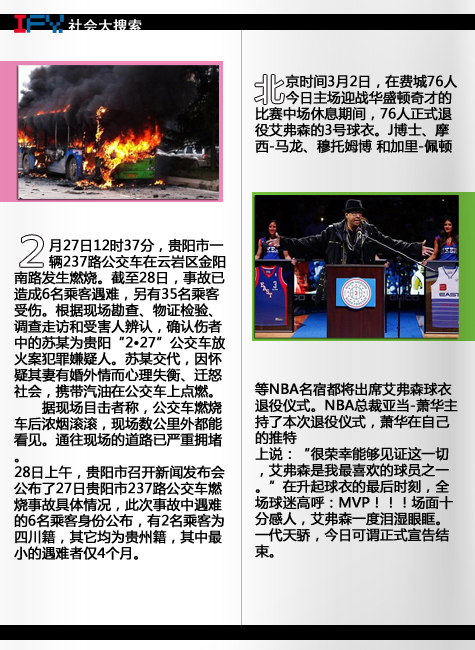 IFY 社会大搜索
2月27日12时37分，贵阳市一
辆237路公交车在云岩区金阳
南路发生燃烧。截至28日，事故已
造成6名乘客遇难，另有35名乘客
受伤。根据现场勘查、物证检验、
调查走访和受害人辨认，确认伤者
中的苏某为贵阳“2•27”公交车放
火案犯罪嫌疑人。苏某交代，因怀
疑其妻有婚外情而心理失衡、迁怒
社会，携带汽油在公交车上点燃。
据现场目击者称，公交车燃烧
车后浓烟滚滚，现场数公里外都能
看见。通往现场的道路已严重拥堵
。
28日上午，贵阳市召开新闻发布会
公布了27日贵阳市237路公交车燃
烧事故具体情况，此次事故中遇难
的6名乘客身份公布，有2名乘客为
四川籍，其它均为贵州籍，其中最
小的遇难者仅4个月。
北京时间3月2日，在费城76人
今日主场迎战华盛顿奇才的
比赛中场休息期间，76人正式退
役艾弗森的3号球衣。J博士、摩
西-马龙、穆托姆博 和加里-佩顿
等NBA名宿都将出席艾弗森球衣
退役仪式。NBA总裁亚当-萧华主
持了本次退役仪式，萧华在自己
的推特
上说：“很荣幸能够见证这一切
，艾弗森是我最喜欢的球员之一
。“在升起球衣的最后时刻，全
场球迷高呼：MVP！！！场面十
分感人，艾弗森一度泪湿眼眶。
一代天骄，今日可谓正式宣告结
束。